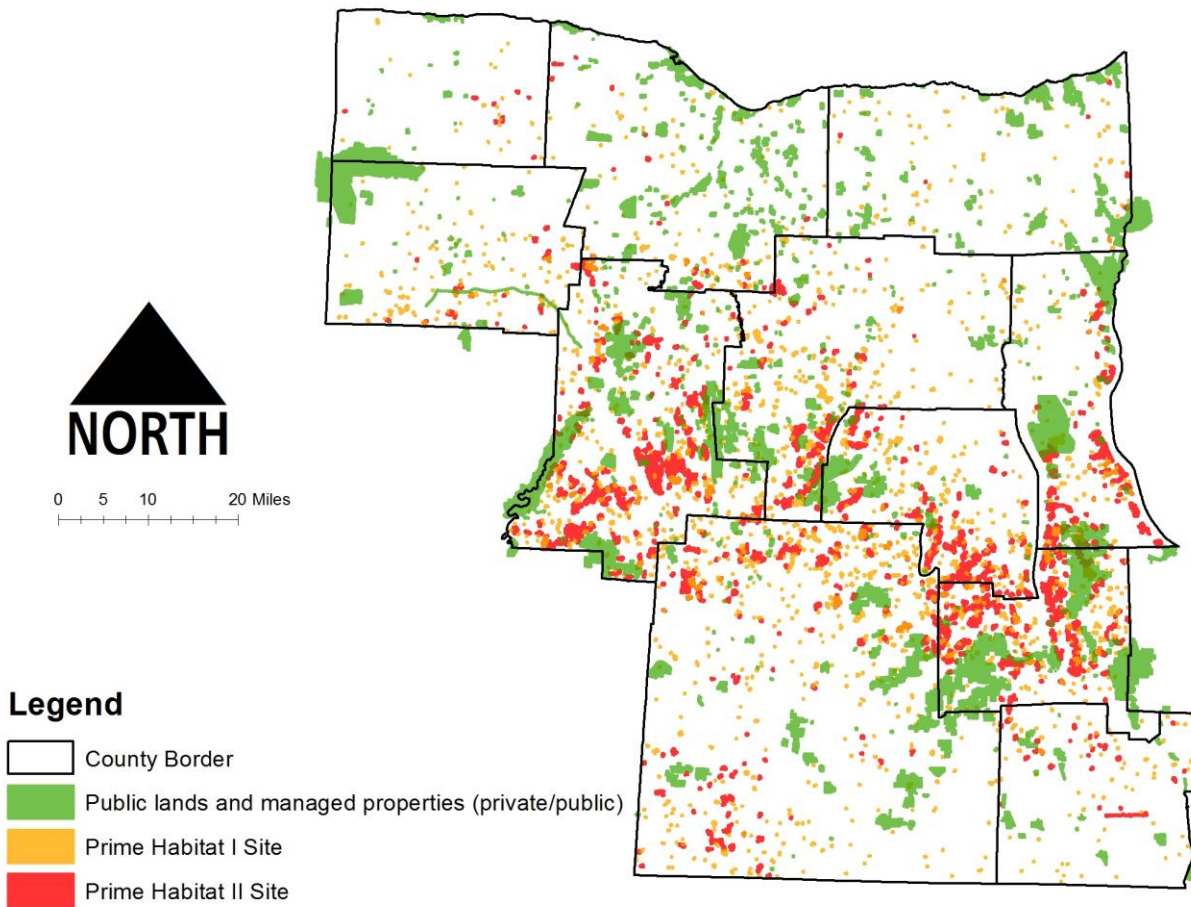 NORTH
0 5 10 20 Miles
Legend
County Border
Public lands and managed properties (private/public)
Prime Habitat I Site
Prime Habitat II Site